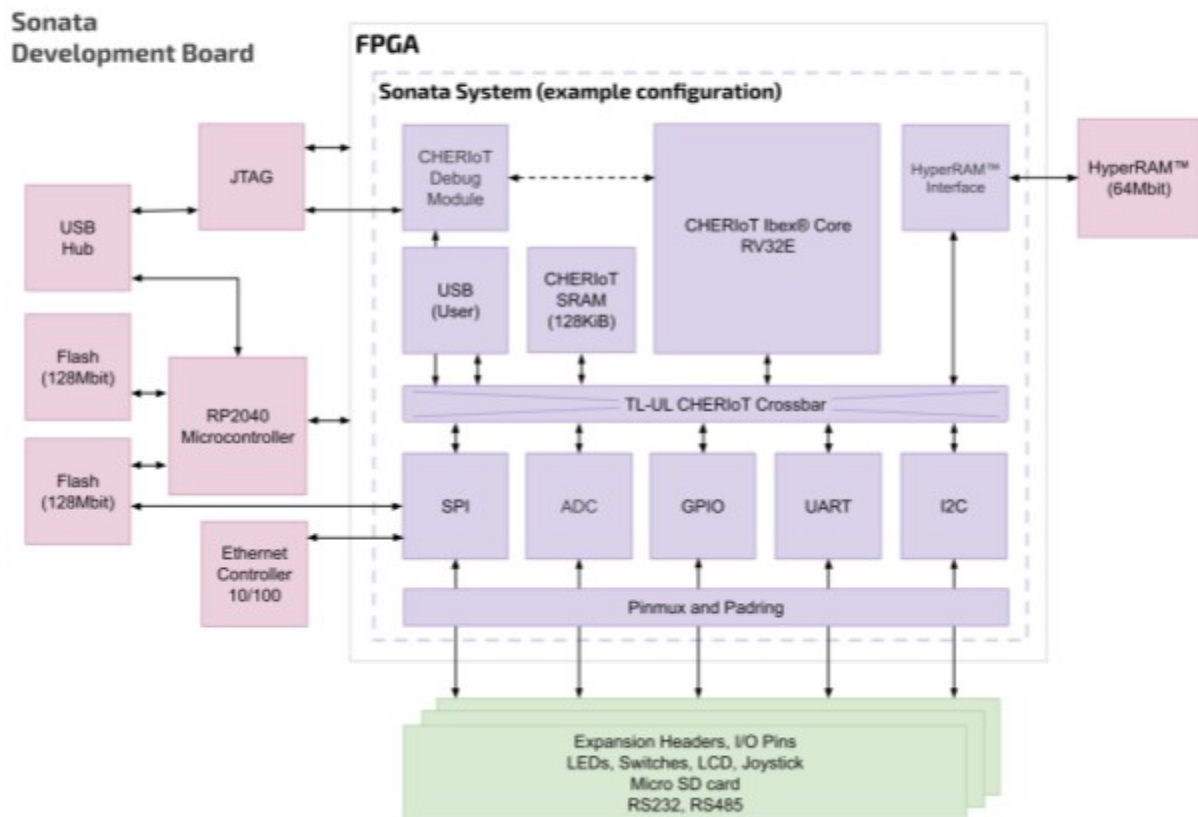 Sonata
Development Board
FPGA
Sonata System (example configuration)
JTAG
CHERIoT
Debug
Module
CHERIoT Ibex® Core
RV32E
HyperRAM™
Interface
HyperRAM™
(64Mbit)
USB
Hub
USB
(User)
CHERIoT
SRAM
(128KiB)
Flash
(128Mbit)
RP2040
Microcontroller
TL-UL CHERIoT Crossbar
Flash
(128Mbit)
SPI
ADC
GPIO
UART
I2C
Ethernet
Controller
10/100
Pinmux and Padring
Expansion Headers, I/O Pins
LEDs, Switches, LCD, Joystick
Micro SD card
RS232, RS485